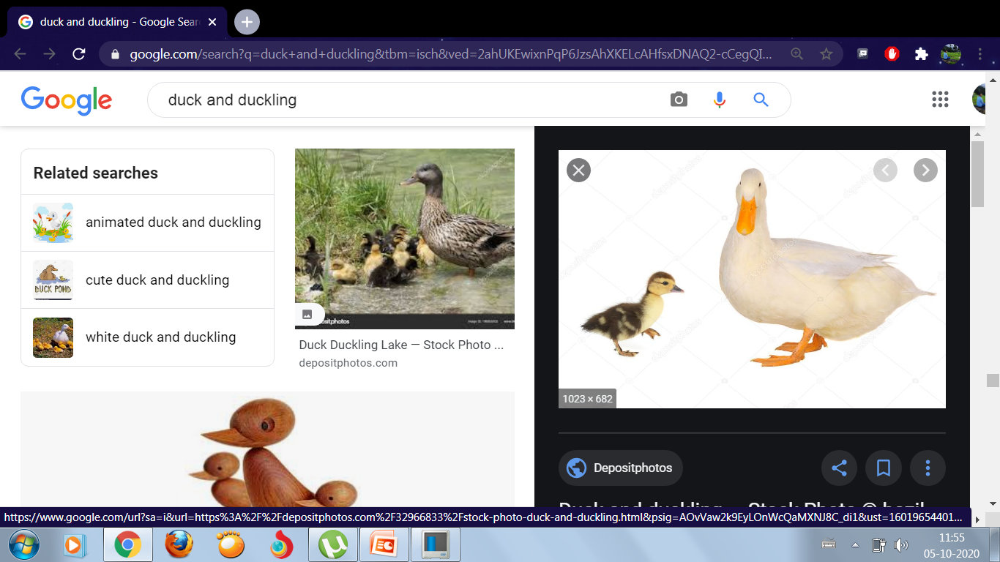 duck and duckling - Google Sear
google.com/search?q=duck+and+duckling&tbm=isch&ved=2ahUKEwixnPqP6JzsAhXKELcAHfsxDNAQ2-cCegQI...
Google
duck and duckling
Related searches
animated duck and duckling
cute duck and duckling
DUCK POND
white duck and duckling
depositphotos
Duck Duckling Lake — Stock Photo ...
depositphotos.com
depositphotos
1023 × 682
Depositphotos
Duck and duckling — Stock Photo ©
https://www.google.com/url?sa=i&url=https%3A%2F%2Fdepositphotos.com%2F32966833%2Fstock-photo-duck-and-duckling.html&psig=AOvVaw2k9EyLOnWcQaMXNJ8C_di1&ust=16019654401...
11:55
05-10-2020